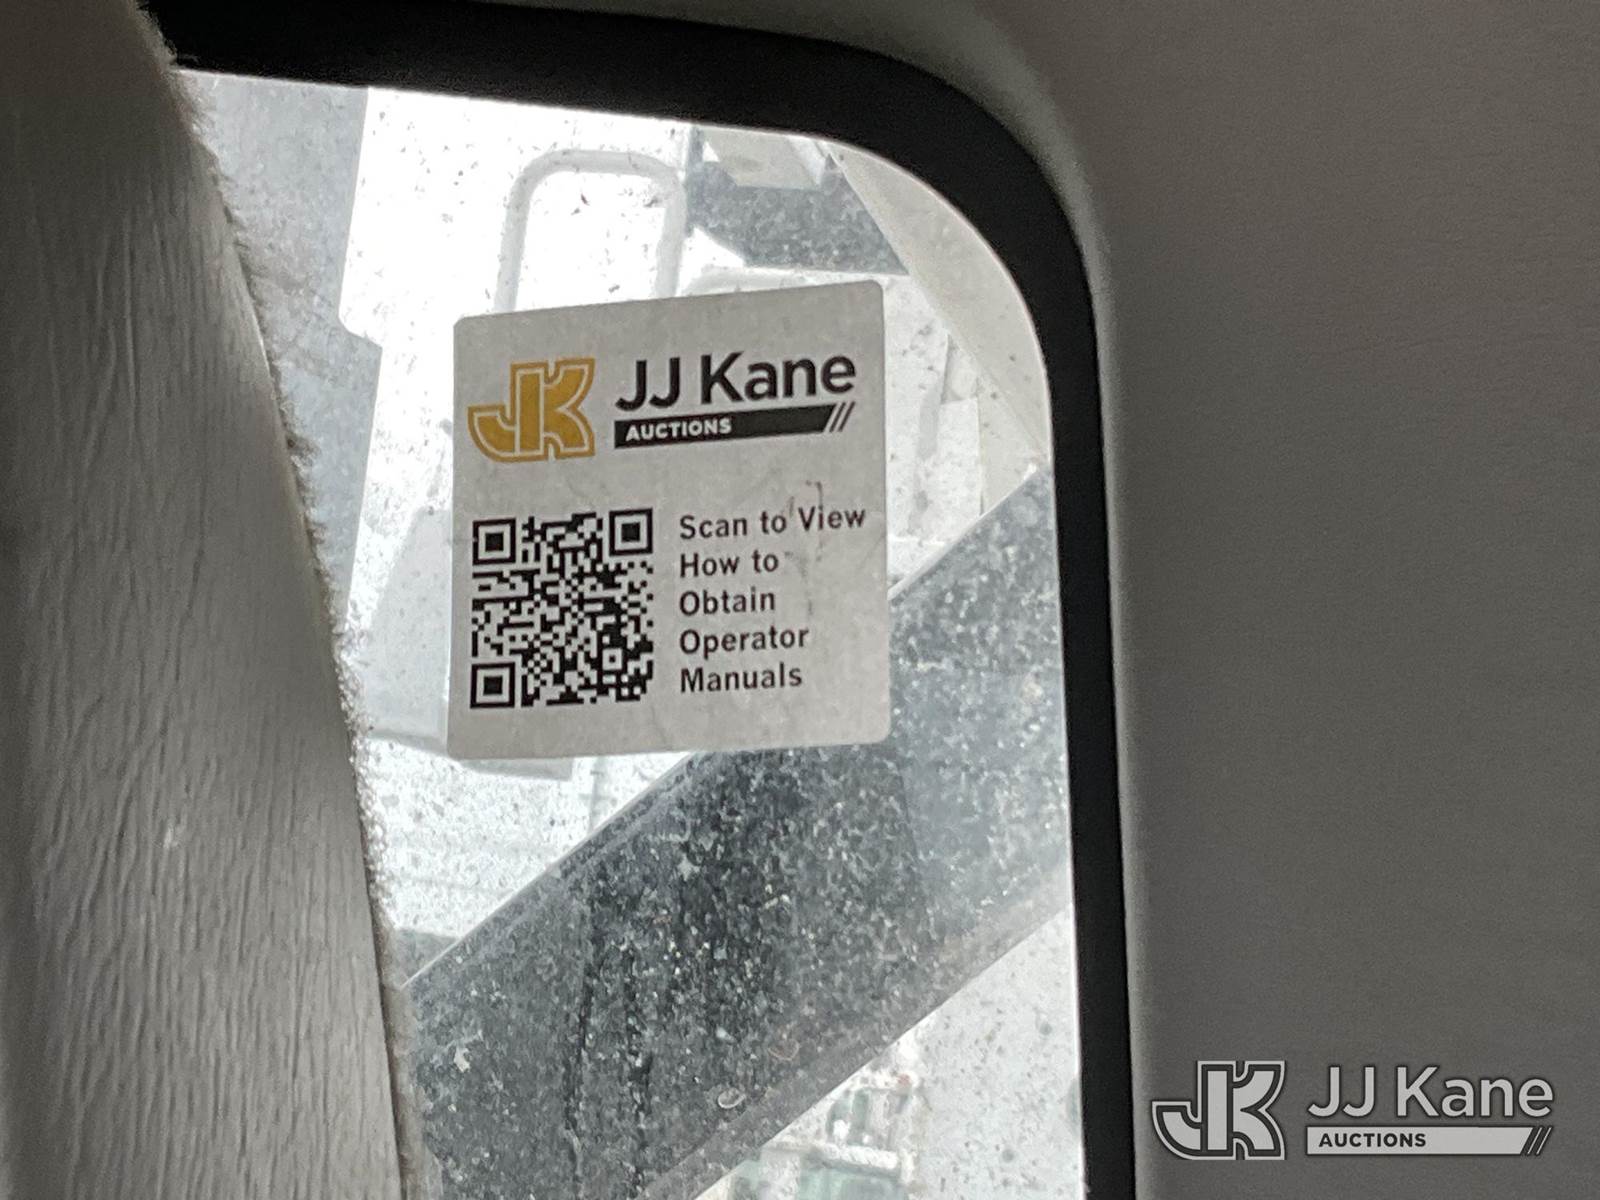 JK JJ Kane
AUCTIONS
Scan to View
How to
Obtain
Operator
Manuals
JK JJ Kane
AUCTIONS